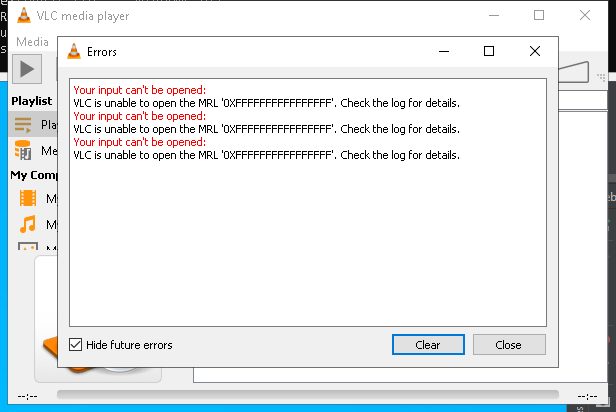 VLC media player
Media
Errors
Your input can't be opened:
VLC is unable to open the MRL '0XFFFFFFFFFFFFFFFF'. Check the log for details.
Your input can't be opened:
VLC is unable to open the MRL '0XFFFFFFFFFFFFFFFF'. Check the log for details.
Your input can't be opened:
VLC is unable to open the MRL '0XFFFFFFFFFFFFFFFF'. Check the log for details.
Playlist
Play
Me
My Comp
My
My
Hide future errors
Clear
Close
--:--
--:--